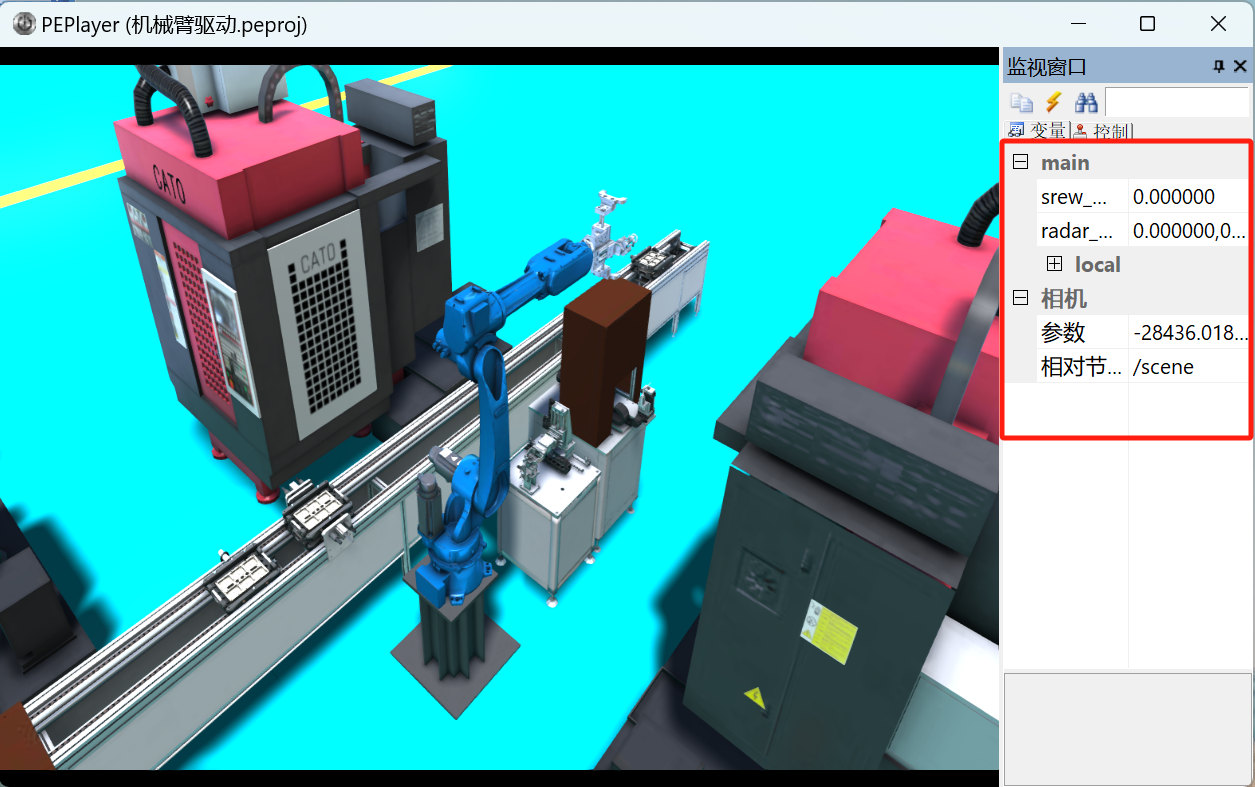 PEPlayer (机械臂驱动.peproj)
监视窗口
变量 控制
main
srew_... 0.000000
radar_... 0.000000,0...
local
相机
参数 -28436.018...
相对节... /scene
CATO
CATO